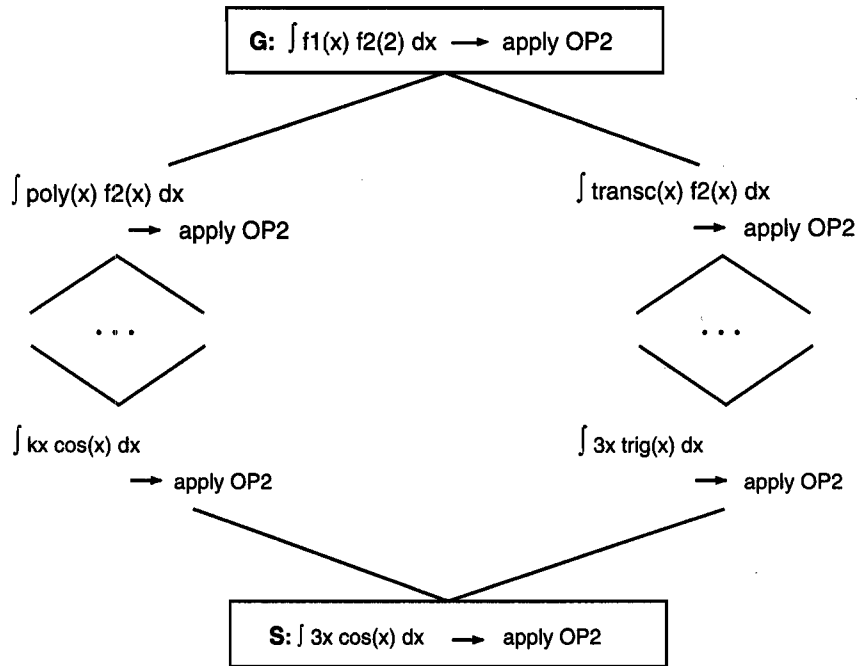 G: ∫ f1(x) f2(2) dx → apply OP2
∫ poly(x) f2(x) dx
→ apply OP2
∫ transc(x) f2(x) dx
→ apply OP2
...
...
∫ kx cos(x) dx
→ apply OP2
∫ 3x trig(x) dx
→ apply OP2
S: ∫ 3x cos(x) dx → apply OP2